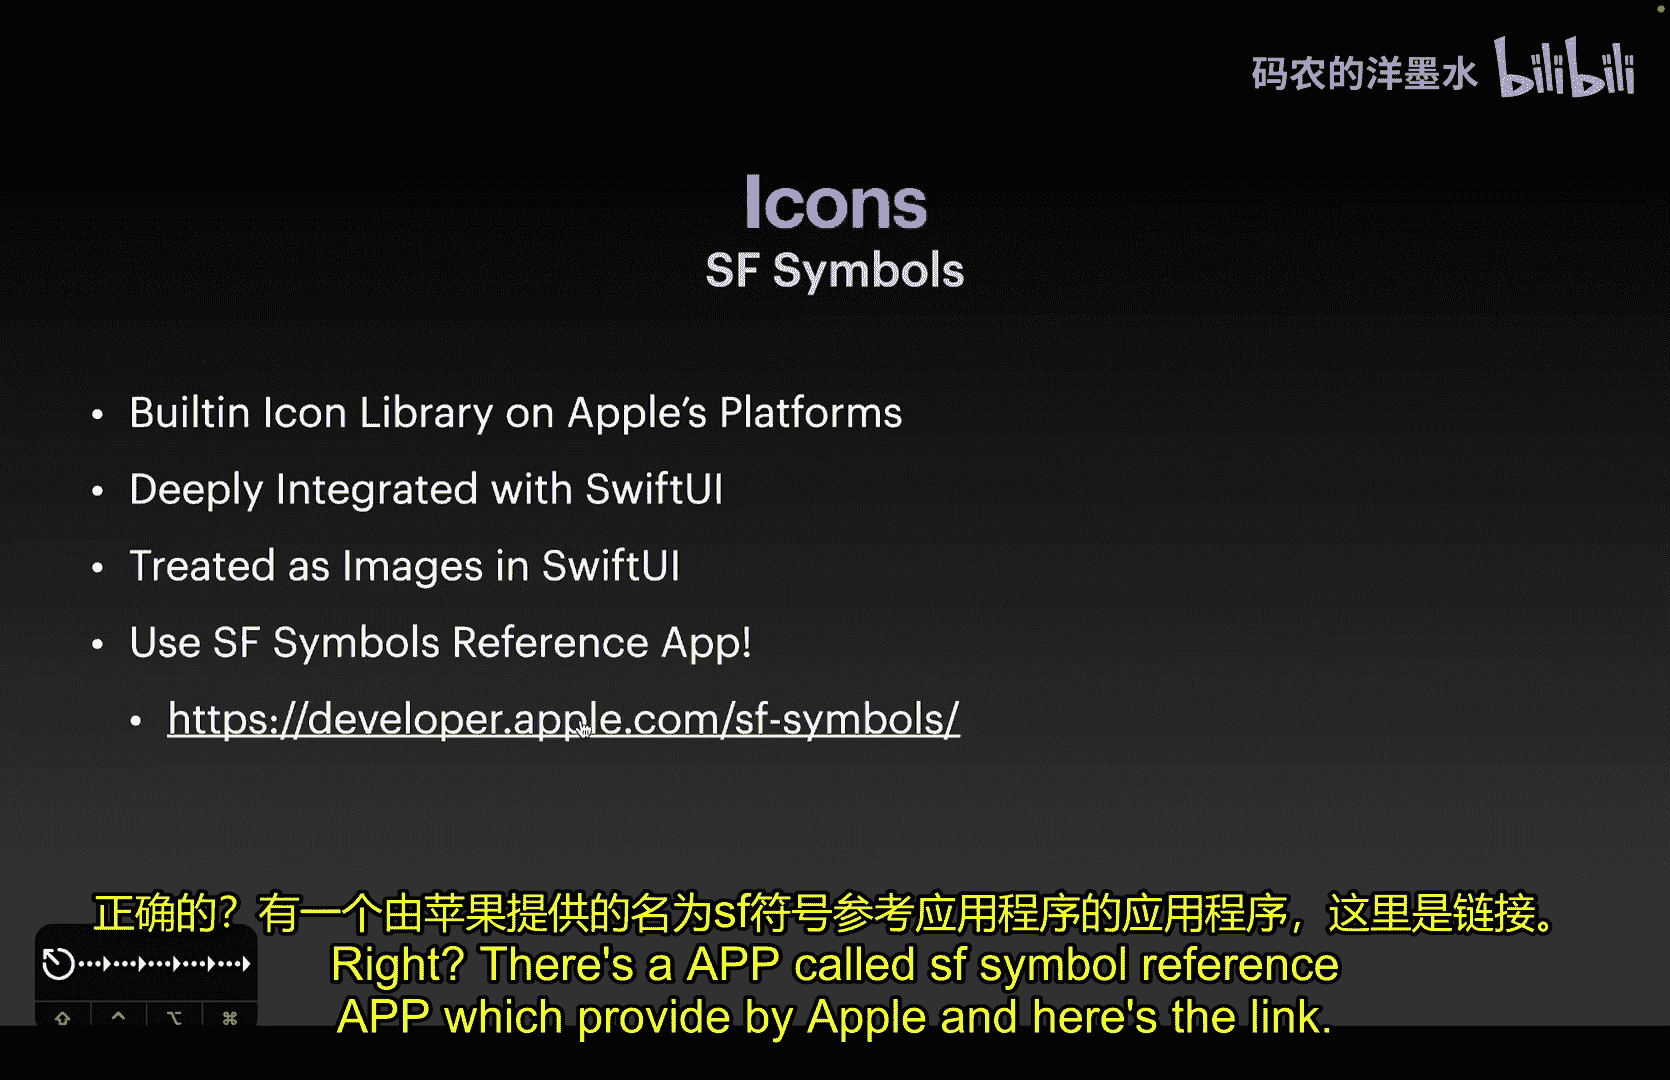 码农的洋墨水 bilibili
Icons
SF Symbols
• Builtin Icon Library on Apple’s Platforms
• Deeply Integrated with SwiftUI
• Treated as Images in SwiftUI
• Use SF Symbols Reference App!
• https://developer.apple.com/sf-symbols/
正确的？有一个由苹果提供的名为sf符号参考应用程序的应用程序，这里是链接。
Right? There's a APP called sf symbol reference
APP which provide by Apple and here's the link.
⇧ ⌃ ⌥ ⌘